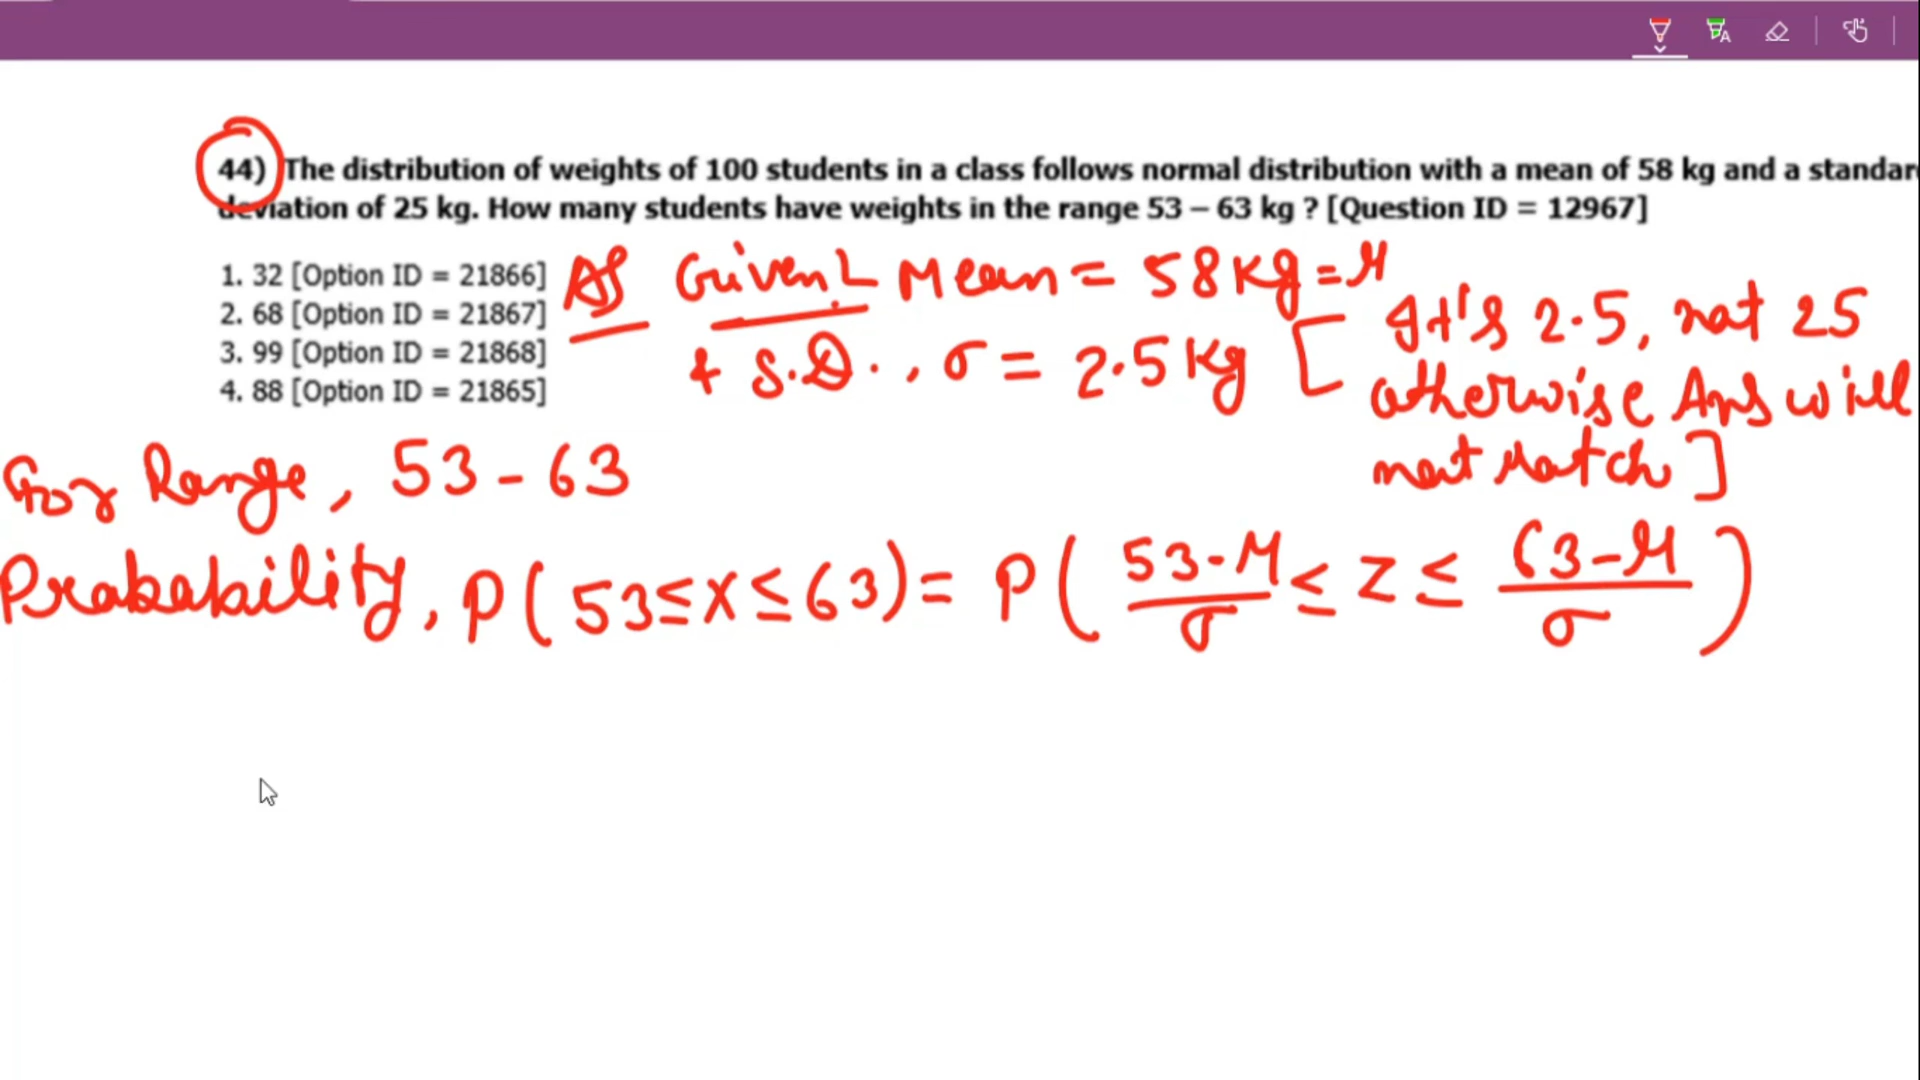 44) The distribution of weights of 100 students in a class follows normal distribution with a mean of 58 kg and a standar
deviation of 25 kg. How many students have weights in the range 53 – 63 kg ? [Question ID = 12967]
1. 32 [Option ID = 21866]
2. 68 [Option ID = 21867]
3. 99 [Option ID = 21868]
4. 88 [Option ID = 21865]
As Given:- Mean = 58 Kg = μ
& S.D., σ = 2.5 Kg [ It's 2.5, not 25
otherwise Ans will
not Match ]
For Range, 53 - 63
Probability, P( 53 ≤ x ≤ 63) = P( (53-μ)/σ ≤ z ≤ (63-μ)/σ )